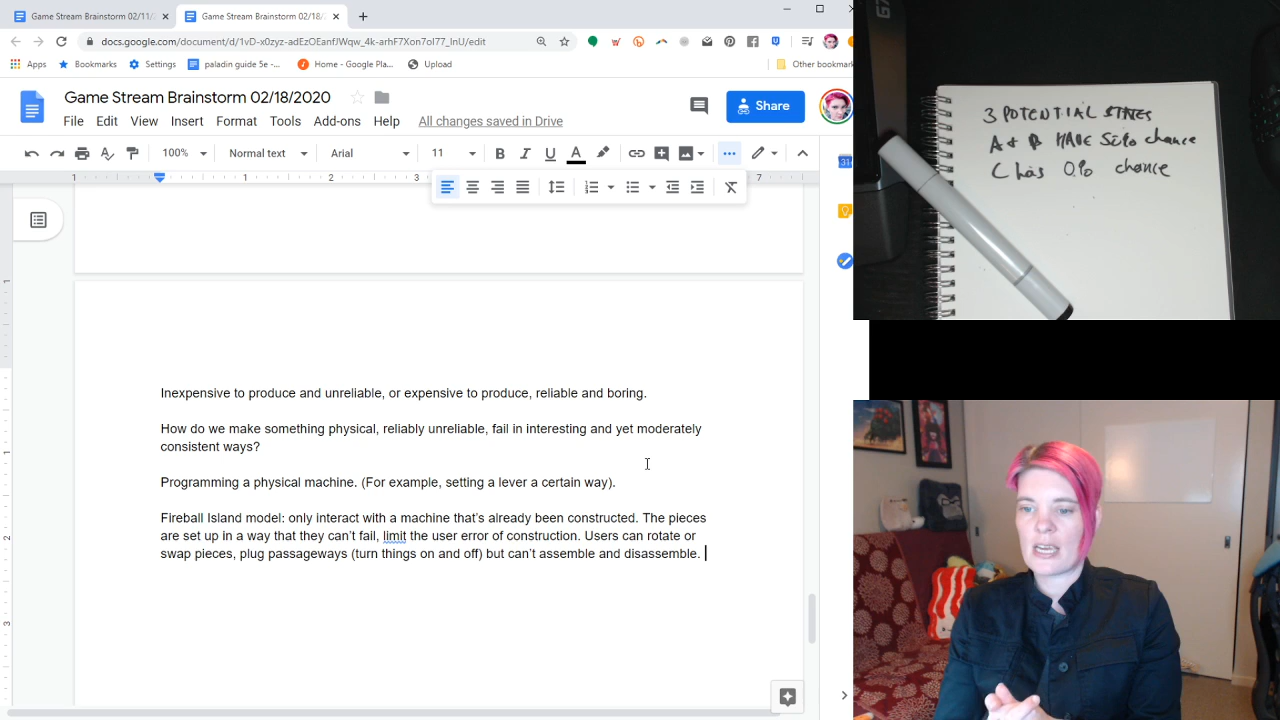 Game Stream Brainstorm 02/11/
Game Stream Brainstorm 02/18/
docs.google.com/document/d/1vD-x0zyz-adEzOEanfJWqw_4k-arhF7Xon7oI77_InU/edit
Apps
Bookmarks
Settings
paladin guide 5e -...
Home - Google Pla...
Upload
Other bookmark
Game Stream Brainstorm 02/18/2020
Share
File Edit View Insert Format Tools Add-ons Help All changes saved in Drive
100% Normal text Arial 11
1 1 2 3 7
Inexpensive to produce and unreliable, or expensive to produce, reliable and boring.
How do we make something physical, reliably unreliable, fail in interesting and yet moderately
consistent ways?
Programming a physical machine. (For example, setting a lever a certain way).
Fireball Island model: only interact with a machine that's already been constructed. The pieces
are set up in a way that they can't fail, limit the user error of construction. Users can rotate or
swap pieces, plug passageways (turn things on and off) but can't assemble and disassemble.
3 POTENTIAL
A + B HAVE 50% chance
C has 0% chance